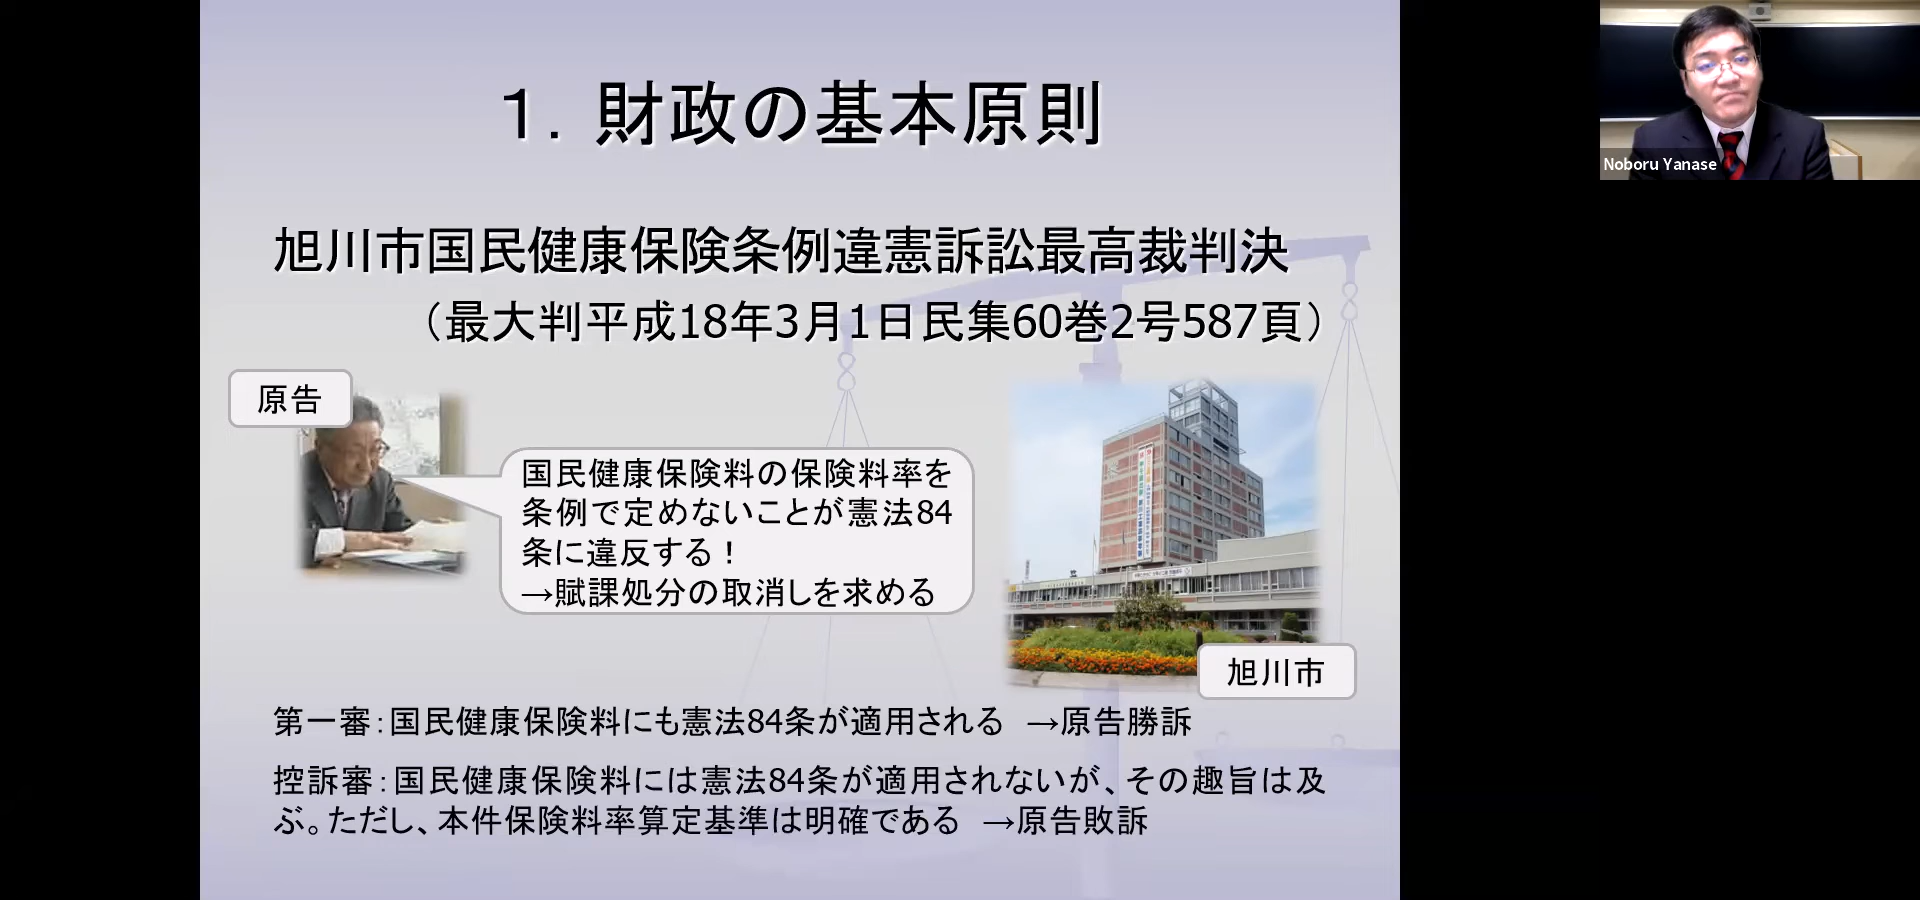 1．財政の基本原則
旭川市国民健康保険条例違憲訴訟最高裁判決
（最大判平成18年3月1日民集60巻2号587頁）
原告
国民健康保険料の保険料率を
条例で定めないことが憲法84
条に違反する！
→賦課処分の取消しを求める
旭川市
第一審：国民健康保険料にも憲法84条が適用される　→原告勝訴
控訴審：国民健康保険料には憲法84条が適用されないが、その趣旨は及
ぶ。ただし、本件保険料率算定基準は明確である　→原告敗訴
Noboru Yanase